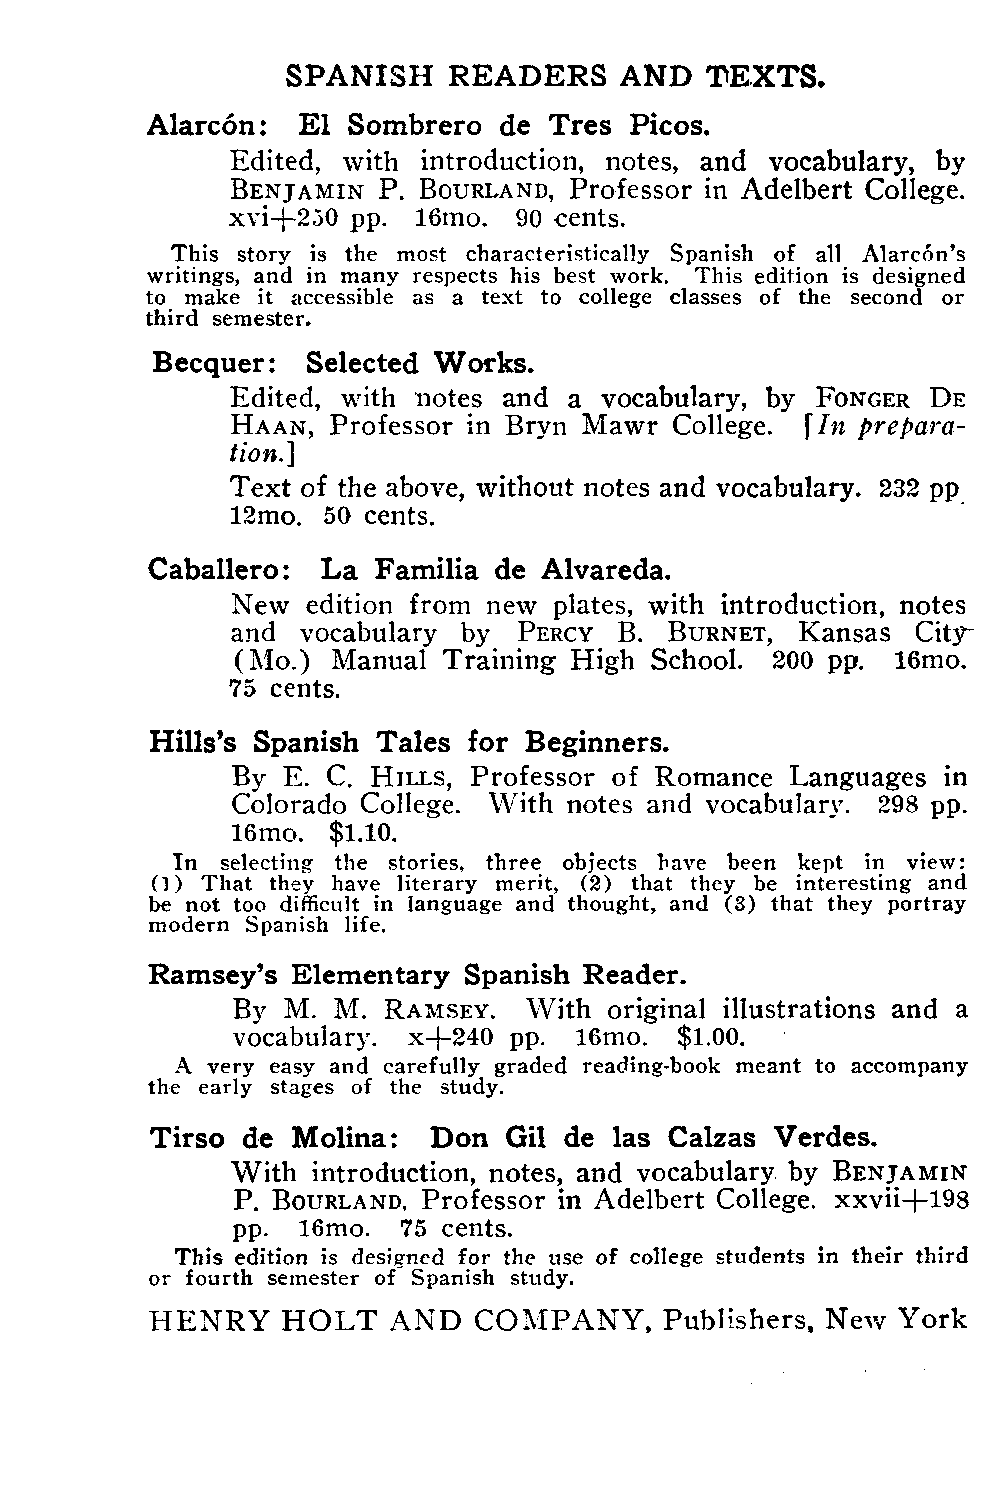 SPANISH READERS AND TEXTS.
Alarcón: El Sombrero de Tres Picos.
Edited, with introduction, notes, and vocabulary, by
BENJAMIN P. BOURLAND, Professor in Adelbert College.
xvi+250 pp. 16mo. 90 cents.
This story is the most characteristically Spanish of all Alarcón's
writings, and in many respects his best work. This edition is designed
to make it accessible as a text to college classes of the second or
third semester.
Becquer: Selected Works.
Edited, with notes and a vocabulary, by FONGER DE
HAAN, Professor in Bryn Mawr College. [In prepara-
tion.]
Text of the above, without notes and vocabulary. 232 pp.
12mo. 50 cents.
Caballero: La Familia de Alvareda.
New edition from new plates, with introduction, notes
and vocabulary by PERCY B. BURNET, Kansas City
(Mo.) Manual Training High School. 200 pp. 16mo.
75 cents.
Hills's Spanish Tales for Beginners.
By E. C. HILLS, Professor of Romance Languages in
Colorado College. With notes and vocabulary. 298 pp.
16mo. $1.10.
In selecting the stories, three objects have been kept in view:
(1) That they have literary merit, (2) that they be interesting and
be not too difficult in language and thought, and (3) that they portray
modern Spanish life.
Ramsey's Elementary Spanish Reader.
By M. M. RAMSEY. With original illustrations and a
vocabulary. x+240 pp. 16mo. $1.00.
A very easy and carefully graded reading-book meant to accompany
the early stages of the study.
Tirso de Molina: Don Gil de las Calzas Verdes.
With introduction, notes, and vocabulary by BENJAMIN
P. BOURLAND, Professor in Adelbert College. xxvii+198
pp. 16mo. 75 cents.
This edition is designed for the use of college students in their third
or fourth semester of Spanish study.
HENRY HOLT AND COMPANY, Publishers, New York